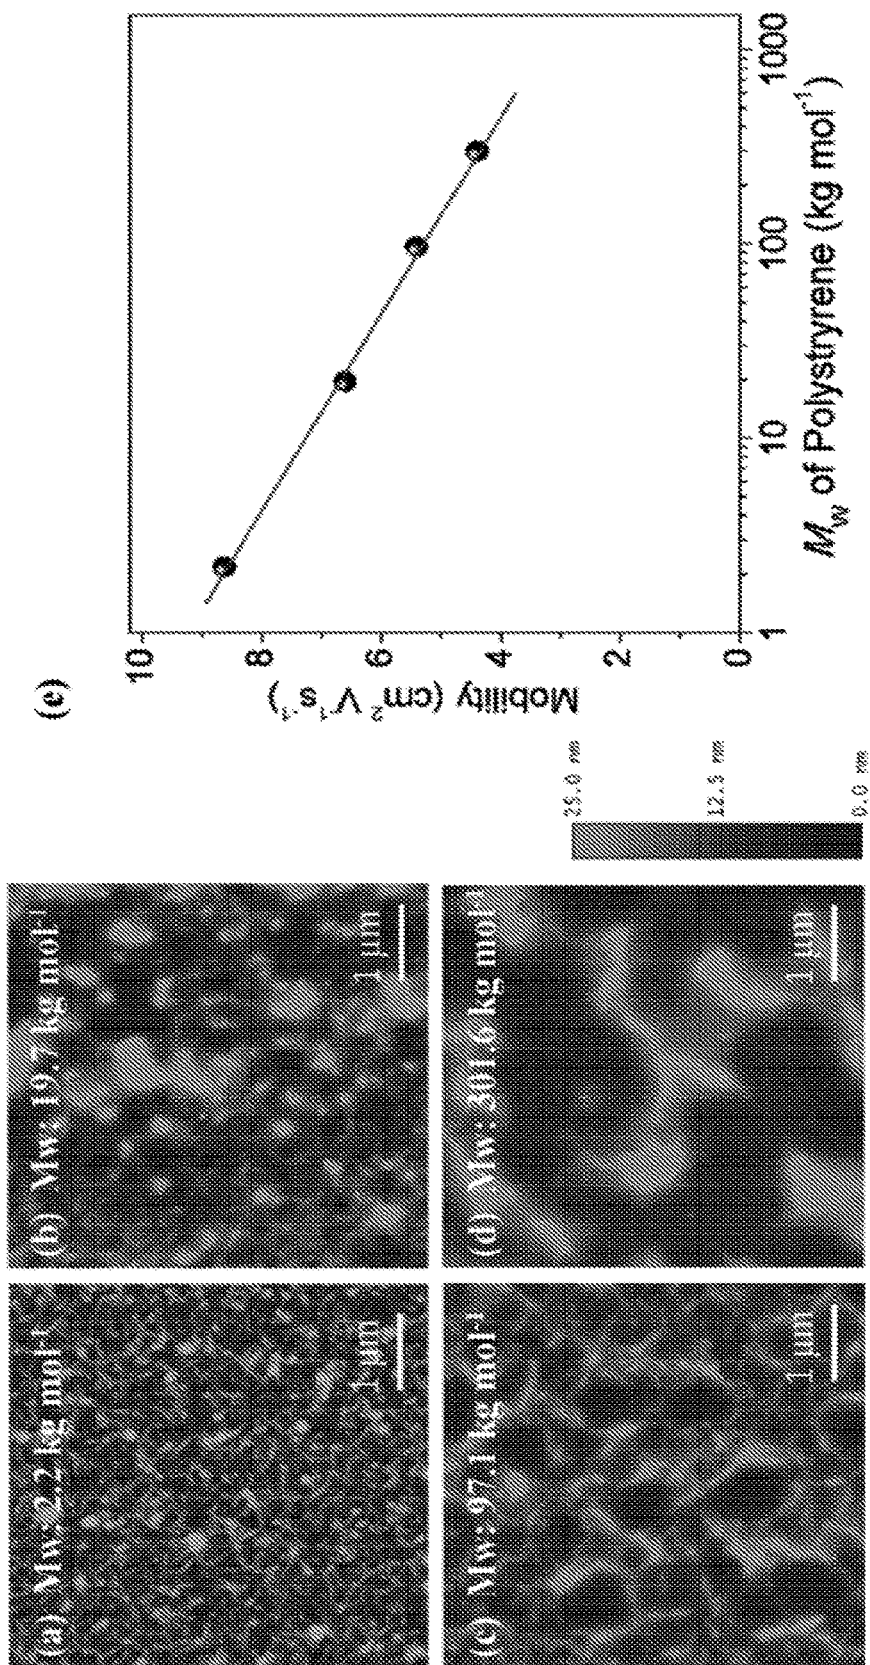 (a) Mw: 2.2 kg mol⁻¹
1 μm
(b) Mw: 19.7 kg mol⁻¹
1 μm
(c) Mw: 97.1 kg mol⁻¹
1 μm
(d) Mw: 301.6 kg mol⁻¹
1 μm
25.0 nm
12.5 nm
0.0 nm
(e)
Mobility (cm²V⁻¹s⁻¹)
10
8
6
4
2
0
1 10 100 1000
M_W of Polystryrene (kg mol⁻¹)